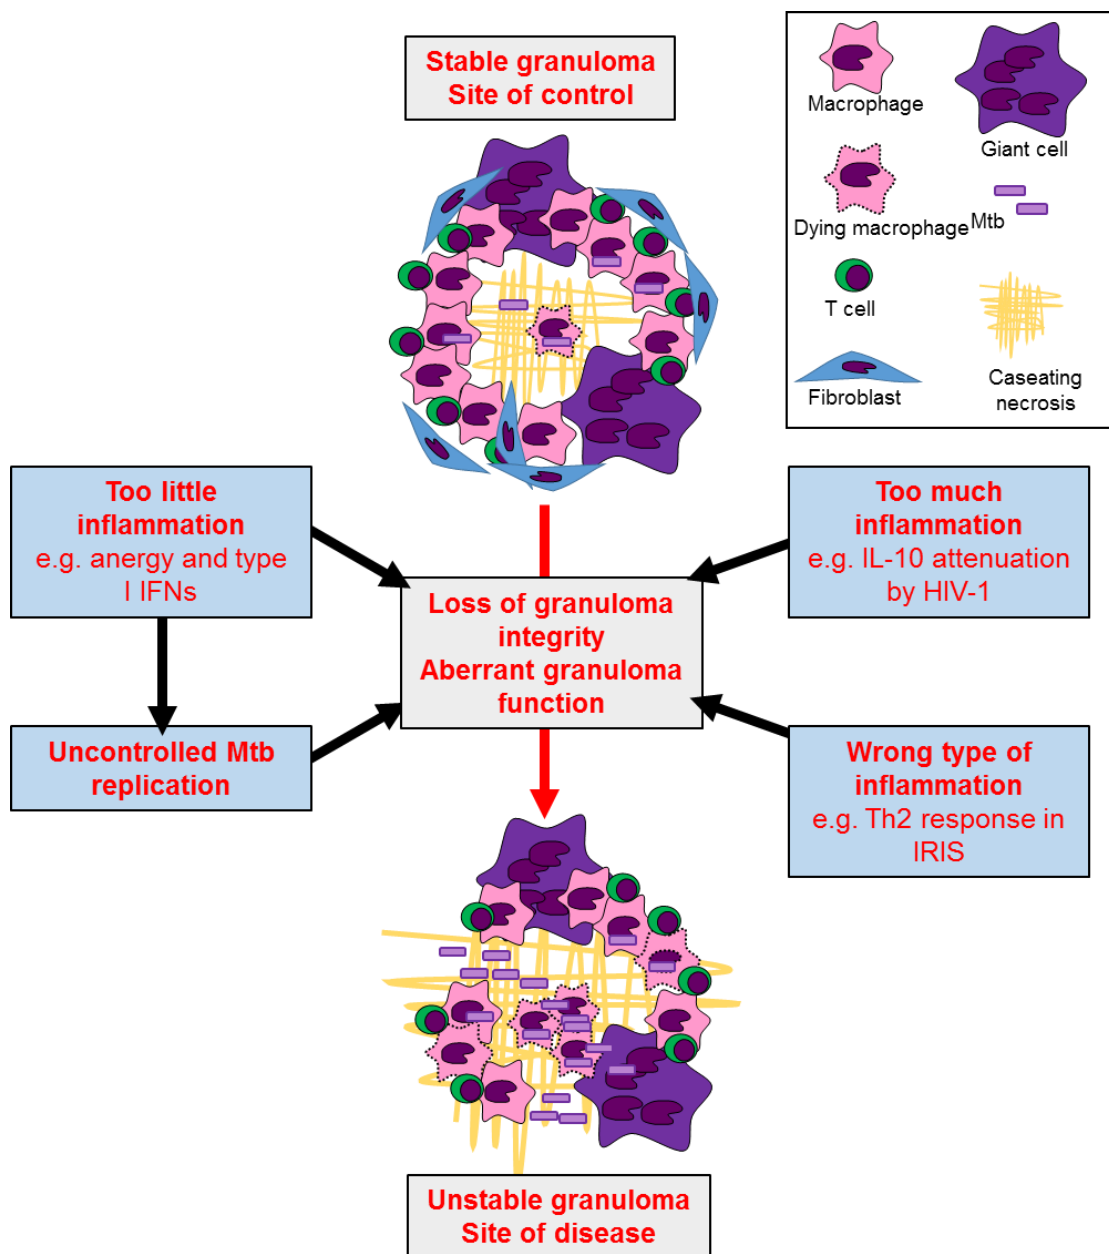 Stable granuloma
Site of control
Macrophage
Giant cell
Dying macrophage
Mtb
T cell
Fibroblast
Caseating
necrosis
Too little
inflammation
e.g. anergy and type
I IFNs
Too much
inflammation
e.g. IL-10 attenuation
by HIV-1
Loss of granuloma
integrity
Aberrant granuloma
function
Uncontrolled Mtb
replication
Wrong type of
inflammation
e.g. Th2 response in
IRIS
Unstable granuloma
Site of disease